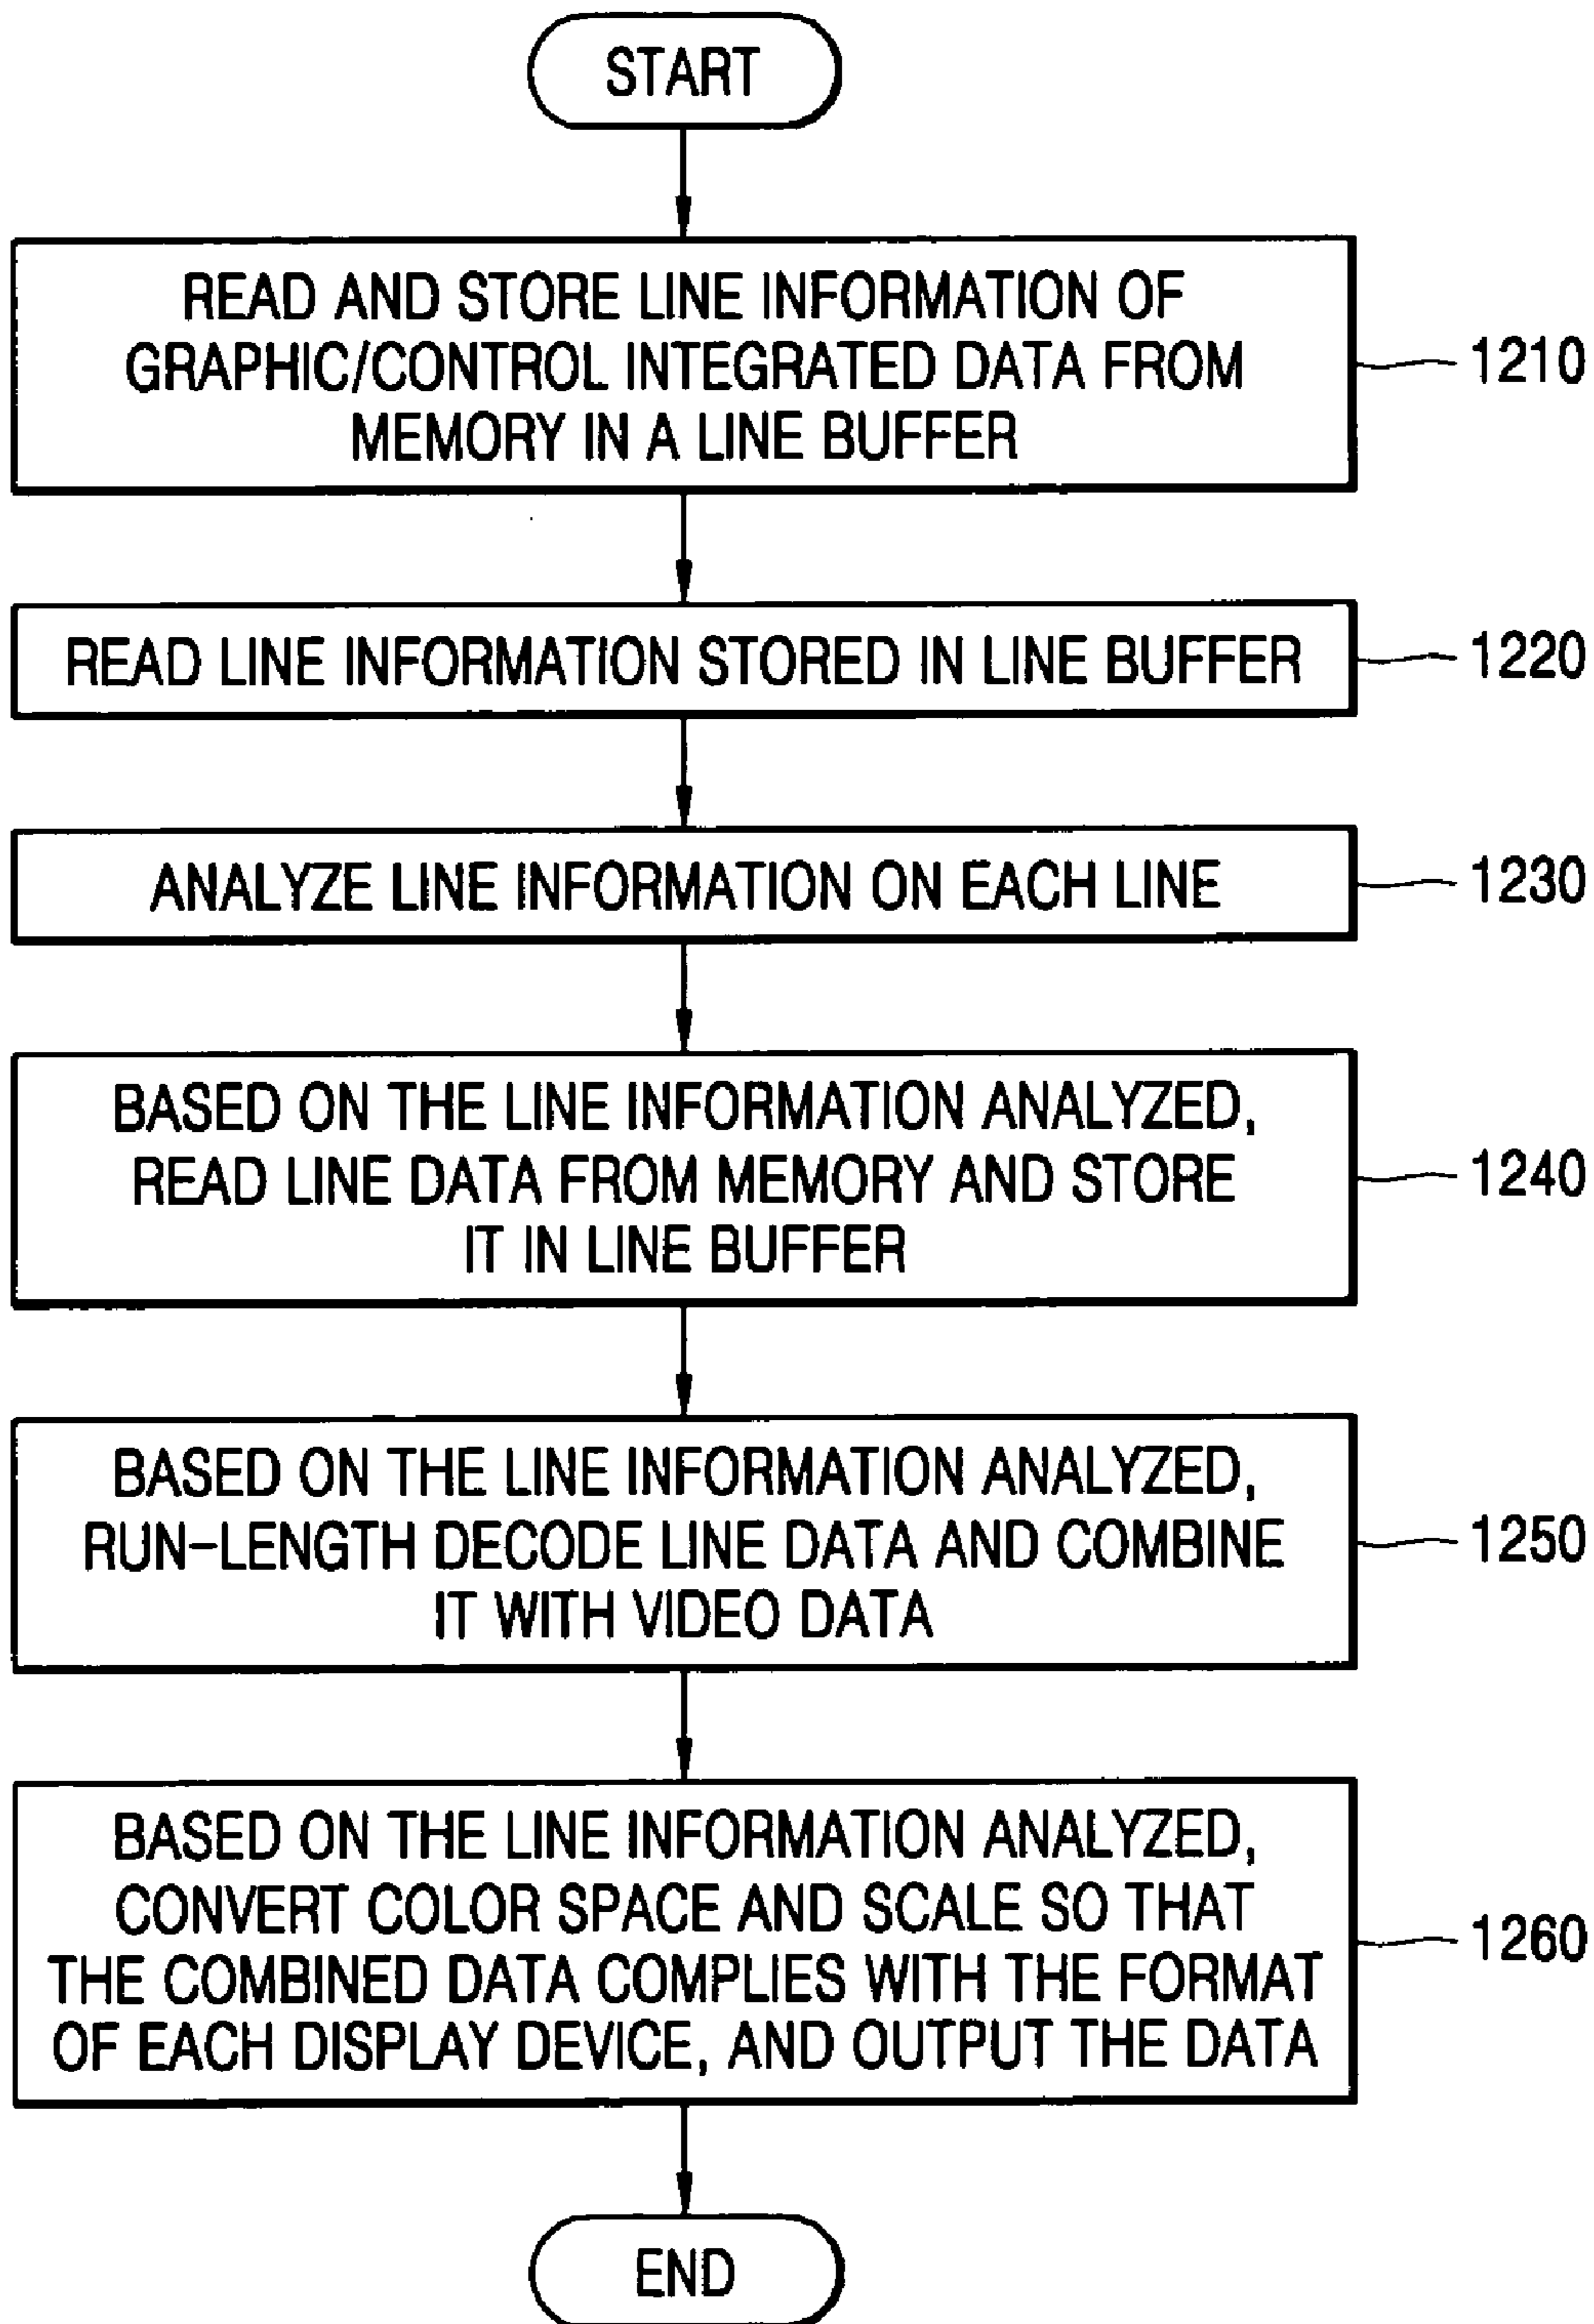 START
READ AND STORE LINE INFORMATION OF
GRAPHIC/CONTROL INTEGRATED DATA FROM
MEMORY IN A LINE BUFFER
1210
READ LINE INFORMATION STORED IN LINE BUFFER
1220
ANALYZE LINE INFORMATION ON EACH LINE
1230
BASED ON THE LINE INFORMATION ANALYZED,
READ LINE DATA FROM MEMORY AND STORE
IT IN LINE BUFFER
1240
BASED ON THE LINE INFORMATION ANALYZED,
RUN-LENGTH DECODE LINE DATA AND COMBINE
IT WITH VIDEO DATA
1250
BASED ON THE LINE INFORMATION ANALYZED,
CONVERT COLOR SPACE AND SCALE SO THAT
THE COMBINED DATA COMPLIES WITH THE FORMAT
OF EACH DISPLAY DEVICE, AND OUTPUT THE DATA
1260
END